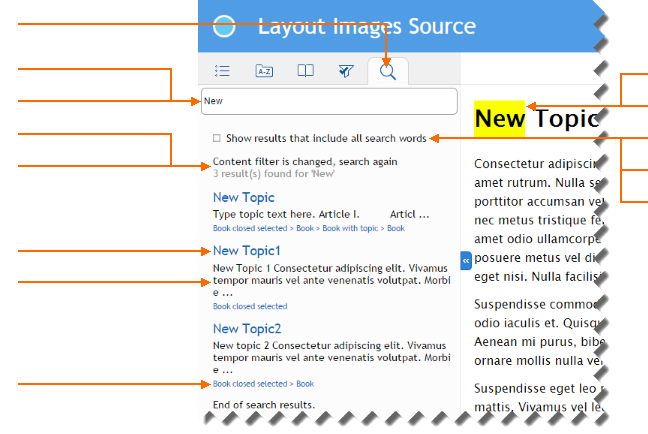 Layout Images Source
A-Z
New
Show results that include all search words
Content filter is changed, search again
3 result(s) found for 'New'
New Topic
Type topic text here. Article I. Articl ...
Book closed selected > Book > Book with topic > Book
New Topic1
New Topic 1 Consectetur adipiscing elit. Vivamus
tempor mauris vel ante venenatis volutpat. Morbi
e ...
Book closed selected
New Topic2
New topic 2 Consectetur adipiscing elit. Vivamus
tempor mauris vel ante venenatis volutpat. Morbi
e ...
Book closed selected > Book
End of search results.
«
New Topic
Consectetur adipiscin
amet rutrum. Nulla se
porttitor accumsan vel
nec metus tristique fe
amet odio ullamcorpe
posuere metus vel di
eget nisi. Nulla facilisi
Suspendisse commod
odio iaculis et. Quisqu
Aenean mi purus, bibe
ornare mollis nulla ve
Suspendisse eget leo
mattis. Vivamus vel le